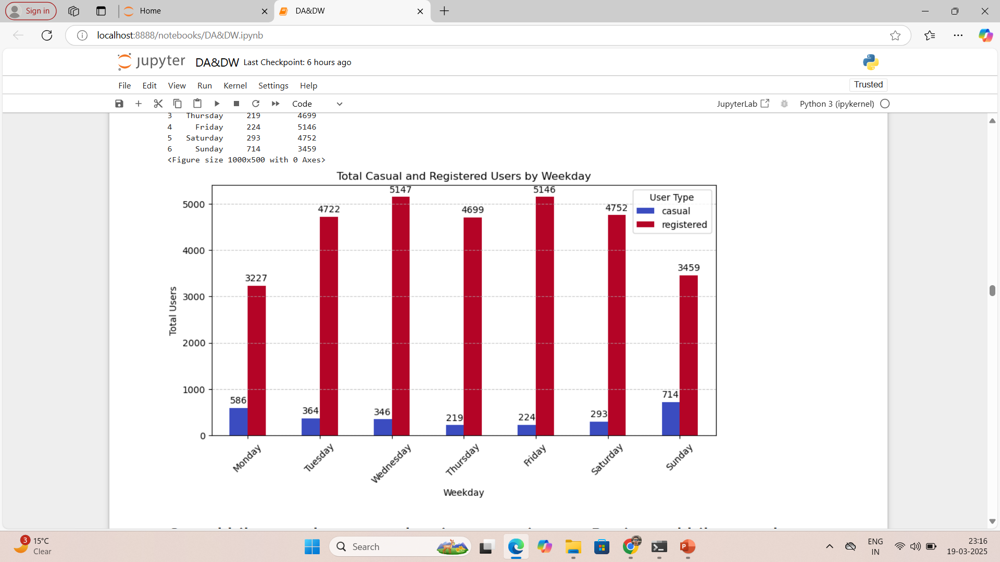 Sign in
Home
DA&DW
localhost:8888/notebooks/DA&DW.ipynb
jupyter DA&DW Last Checkpoint: 6 hours ago
File Edit View Run Kernel Settings Help
Trusted
Code
JupyterLab
Python 3 (ipykernel)
3 Thursday 219 4699
4 Friday 224 5146
5 Saturday 293 4752
6 Sunday 714 3459
<Figure size 1000x500 with 0 Axes>
Total Casual and Registered Users by Weekday
User Type
casual
registered
Total Users
5000
4000
3000
2000
1000
0
586 3227
364 4722
346 5147
219 4699
224 5146
293 4752
714 3459
Monday Tuesday Wednesday Thursday Friday Saturday Sunday
Weekday
3
15°C
Clear
Search
ENG
IN
23:16
19-03-2025